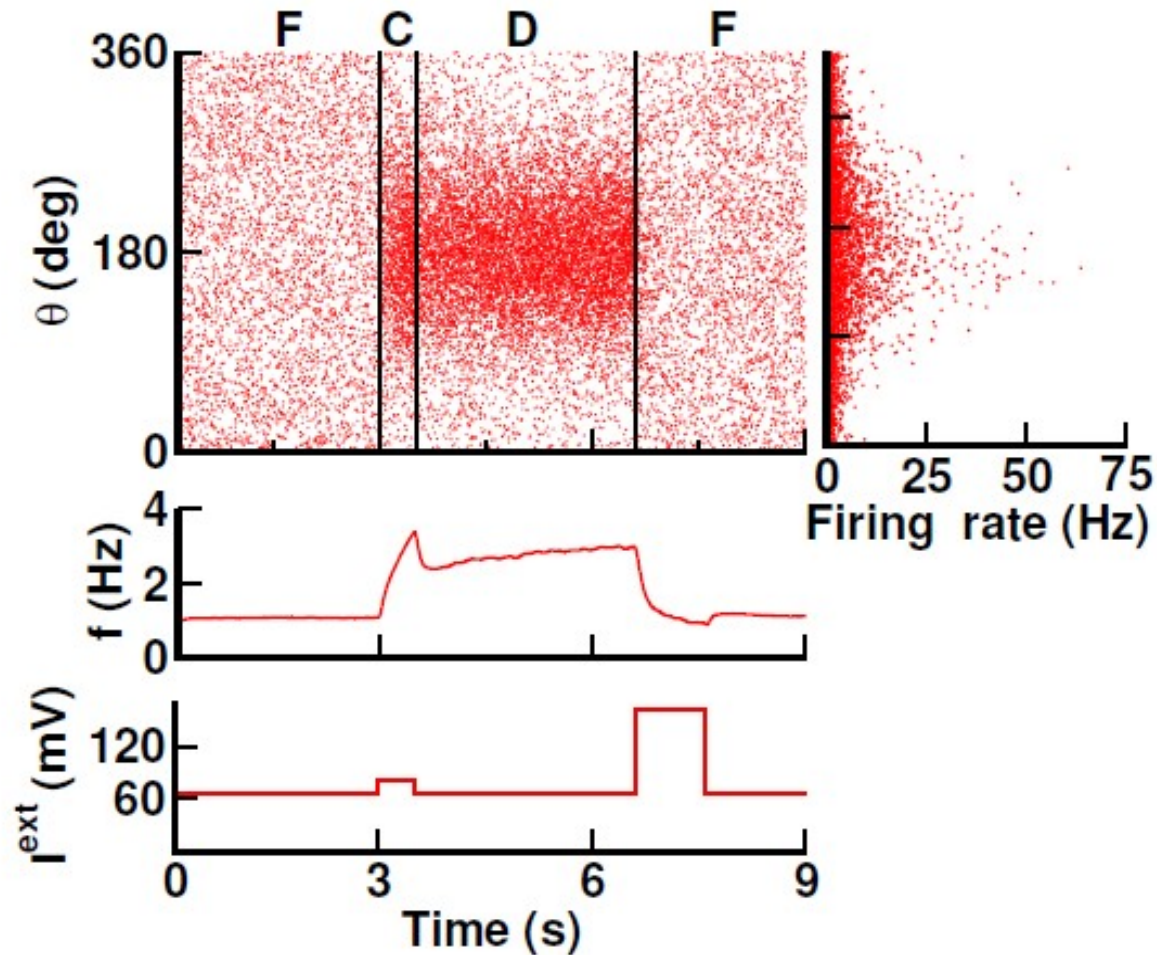 F C D F
360
θ (deg)
180
0
0 25 50 75
Firing rate (Hz)
4
f (Hz)
2
0
I^ext (mV)
120
60
0 3 6 9
Time (s)